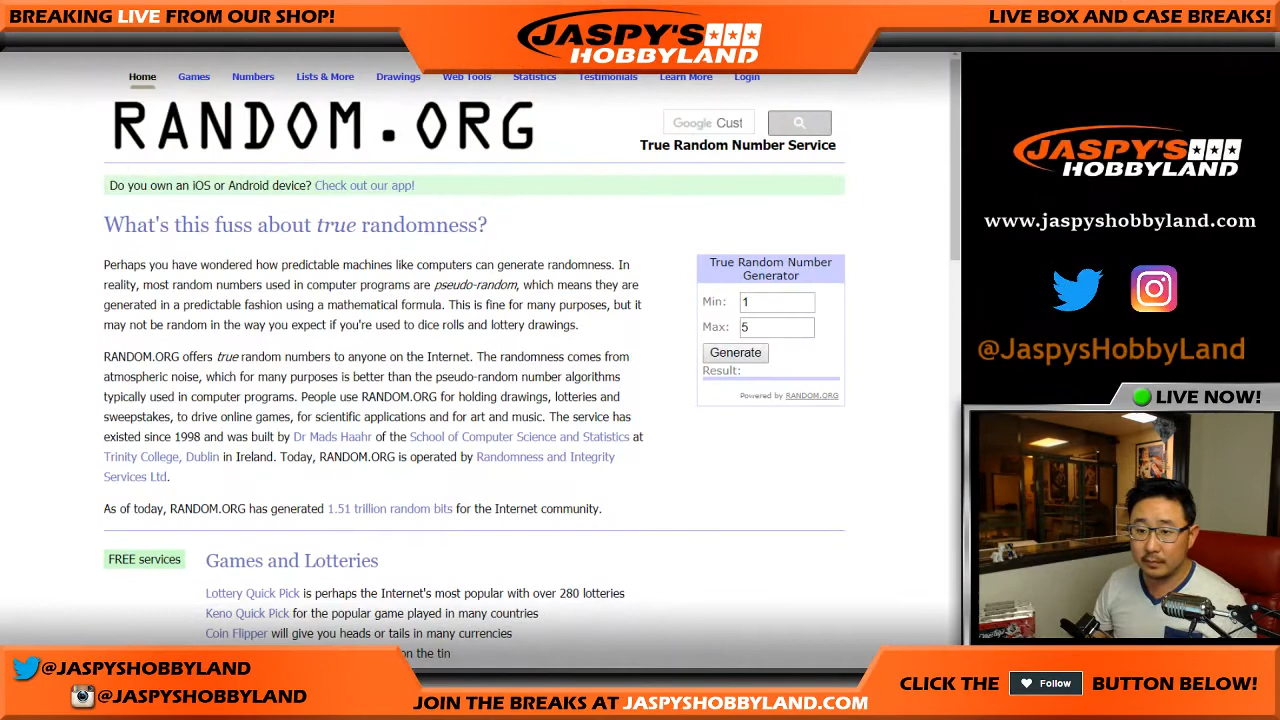 BREAKING LIVE FROM OUR SHOP!
JASPY'S
HOBBYLAND
LIVE BOX AND CASE BREAKS!
Home Games Numbers Lists & More Drawings Web Tools Statistics Testimonials Learn More Login
RANDOM.ORG
Google Cust
True Random Number Service
Do you own an iOS or Android device? Check out our app!
What's this fuss about true randomness?
Perhaps you have wondered how predictable machines like computers can generate randomness. In
reality, most random numbers used in computer programs are pseudo-random, which means they are
generated in a predictable fashion using a mathematical formula. This is fine for many purposes, but it
may not be random in the way you expect if you're used to dice rolls and lottery drawings.
RANDOM.ORG offers true random numbers to anyone on the Internet. The randomness comes from
atmospheric noise, which for many purposes is better than the pseudo-random number algorithms
typically used in computer programs. People use RANDOM.ORG for holding drawings, lotteries and
sweepstakes, to drive online games, for scientific applications and for art and music. The service has
existed since 1998 and was built by Dr Mads Haahr of the School of Computer Science and Statistics at
Trinity College, Dublin in Ireland. Today, RANDOM.ORG is operated by Randomness and Integrity
Services Ltd.
As of today, RANDOM.ORG has generated 1.51 trillion random bits for the Internet community.
True Random Number
Generator
Min: 1
Max: 5
Generate
Result:
Powered by RANDOM.ORG
FREE services
Games and Lotteries
Lottery Quick Pick is perhaps the Internet's most popular with over 280 lotteries
Keno Quick Pick for the popular game played in many countries
Coin Flipper will give you heads or tails in many currencies
on the tin
JASPY'S
HOBBYLAND
www.jaspyshobbyland.com
@JaspysHobbyLand
LIVE NOW!
@JASPYSHOBBYLAND
@JASPYSHOBBYLAND
JOIN THE BREAKS AT JASPYSHOBBYLAND.COM
CLICK THE Follow BUTTON BELOW!